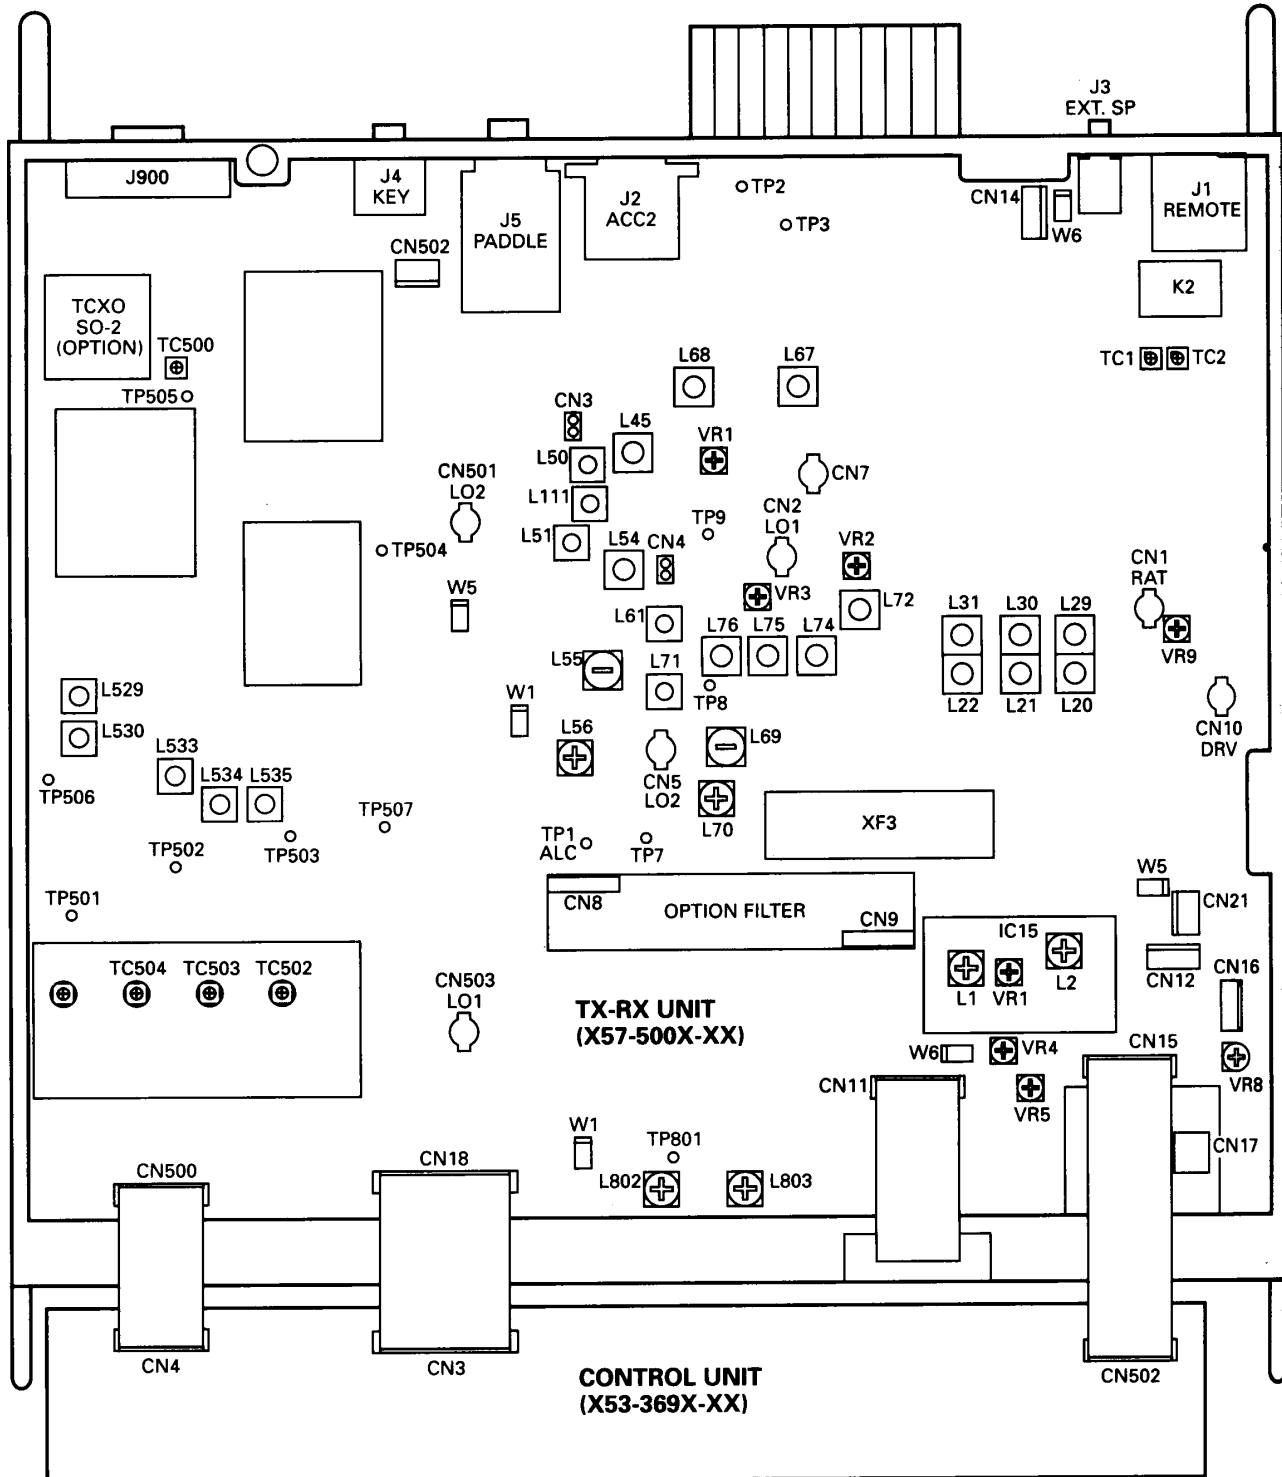 J3
EXT. SP
J900
J4
KEY
J5
PADDLE
J2
ACC2
TP2
TP3
CN14
W6
J1
REMOTE
CN502
K2
TCXO
SO-2
(OPTION)
TC500
TP505
TC1
TC2
L68
L67
CN3
L45
VR1
L50
CN7
CN501
LO2
L111
CN2
LO1
TP9
L51
L54
CN4
VR2
TP504
CN1
RAT
W5
VR3
L72
L61
L76
L75
L74
L31
L30
L29
VR9
L55
L71
TP8
L22
L21
L20
L529
W1
L530
L56
L69
CN10
DRV
L533
L534
L535
CN5
LO2
TP506
TP507
L70
XF3
TP502
TP503
TP1
ALC
TP7
W5
TP501
CN8
OPTION FILTER
CN9
CN21
IC15
TC504
TC503
TC502
CN503
LO1
L1
VR1
L2
CN12
CN16
TX-RX UNIT
(X57-500X-XX)
W6
VR4
CN15
CN11
VR5
VR8
W1
TP801
CN17
CN500
CN18
L802
L803
CN4
CN3
CONTROL UNIT
(X53-369X-XX)
CN502